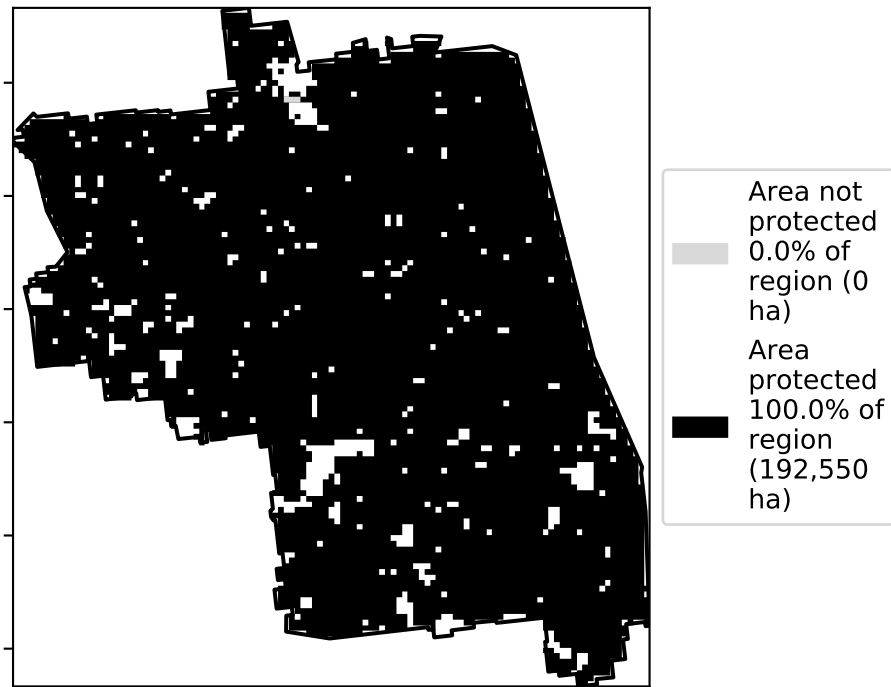 Area not
protected
0.0% of
region (0
ha)
Area
protected
100.0% of
region
(192,550
ha)